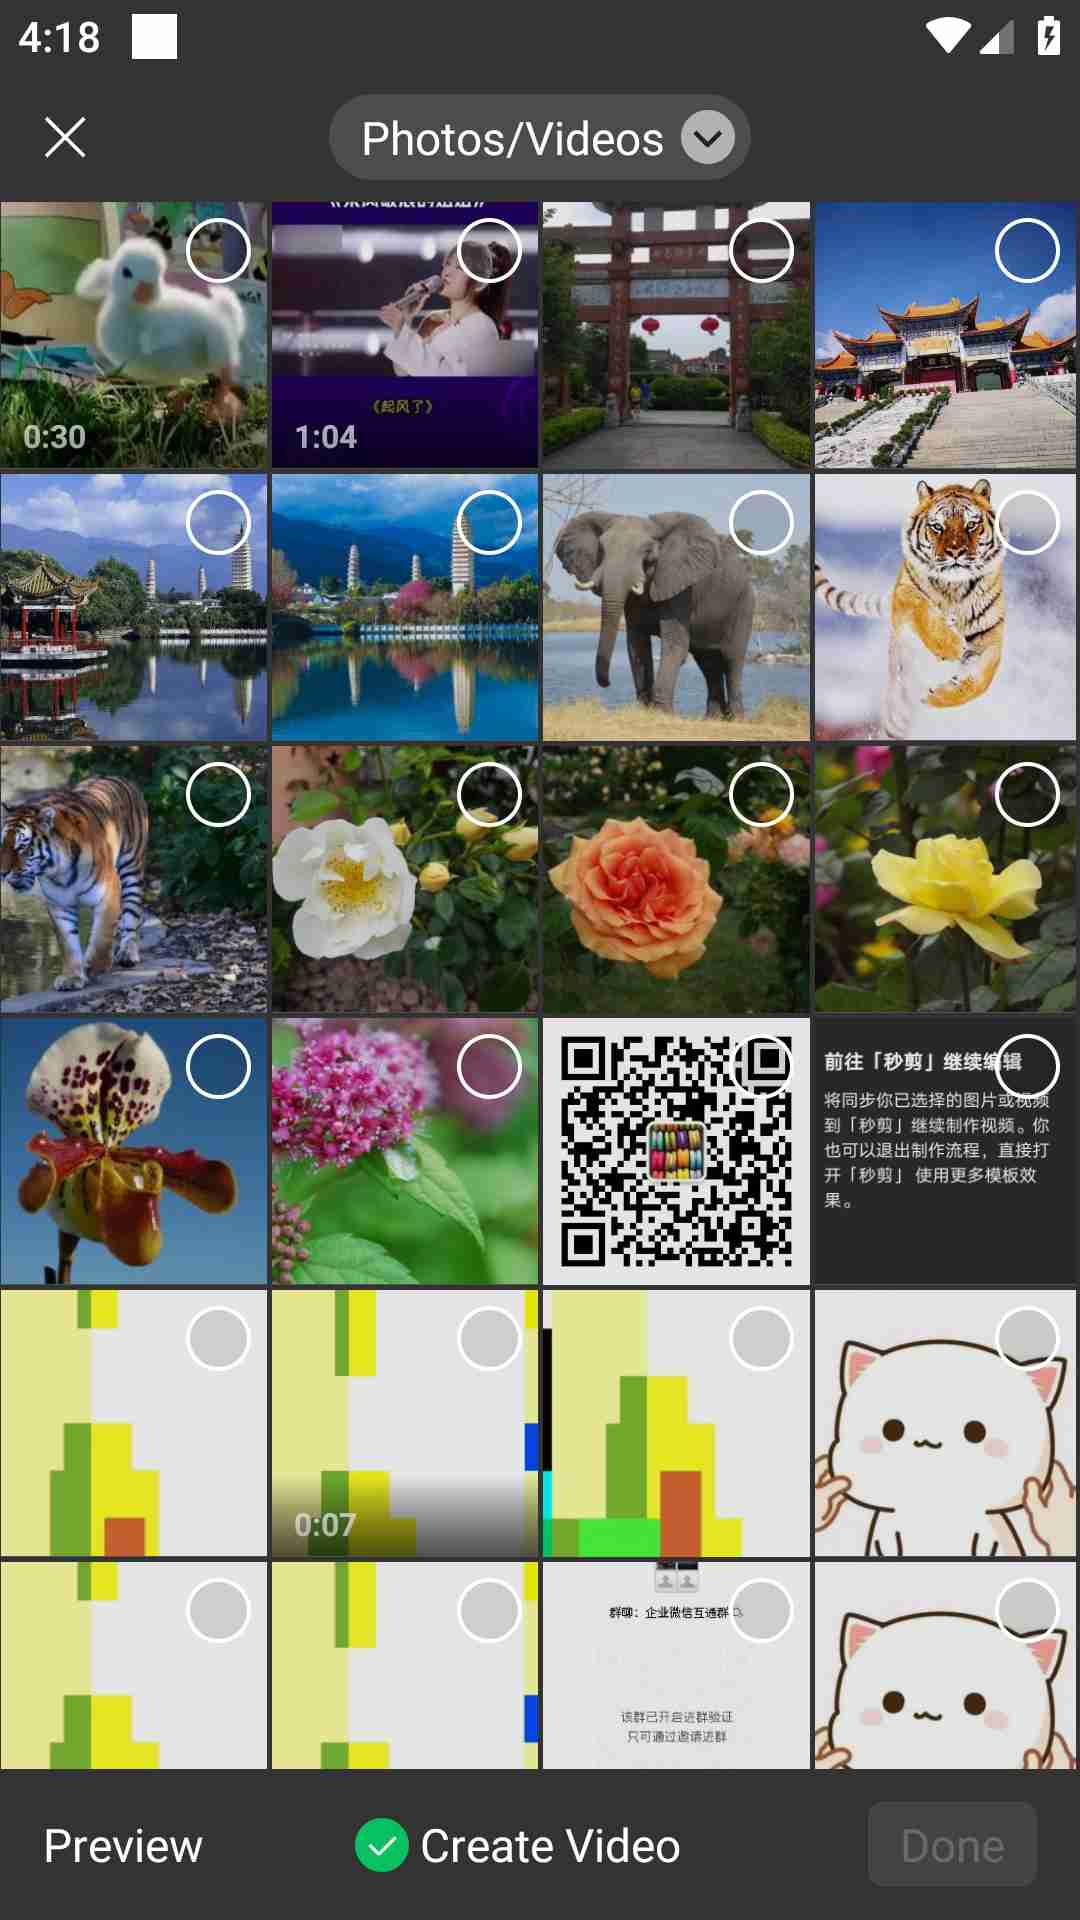 4:18
Photos/Videos
《起风了》
0:30
1:04
前往「秒剪」继续编辑
将同步你已选择的图片或视频
到「秒剪」继续制作视频。你
也可以退出制作流程，直接打
开「秒剪」使用更多模板效
果。
0:07
群聊：企业微信互通群
该群已开启进群验证
只可通过邀请进群
Preview
Create Video
Done